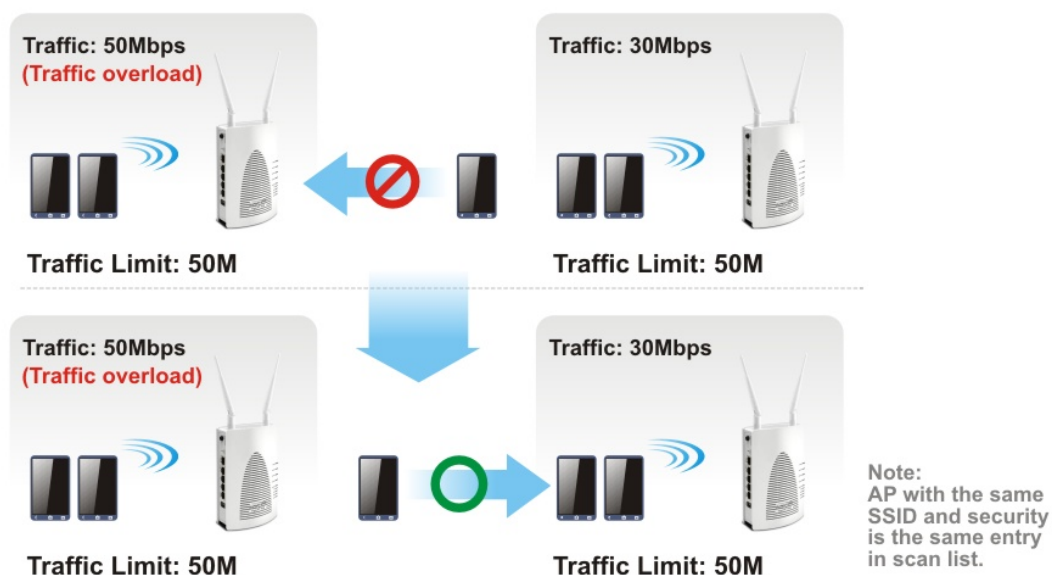 Traffic: 50Mbps
(Traffic overload)
Traffic: 30Mbps
Traffic Limit: 50M
Traffic Limit: 50M
Traffic: 50Mbps
(Traffic overload)
Traffic: 30Mbps
Traffic Limit: 50M
Traffic Limit: 50M
Note:
AP with the same
SSID and security
is the same entry
in scan list.